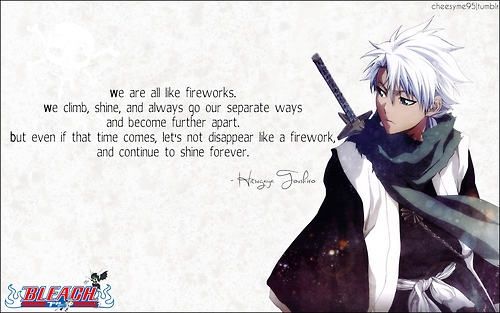 cheesyme95|tumblr
we are all like fireworks.
we climb, shine, and always go our separate ways
and become further apart.
but even if that time comes, let's not disappear like a firework,
and continue to shine forever.
- Hitsugaya Toushiro
BLEACH